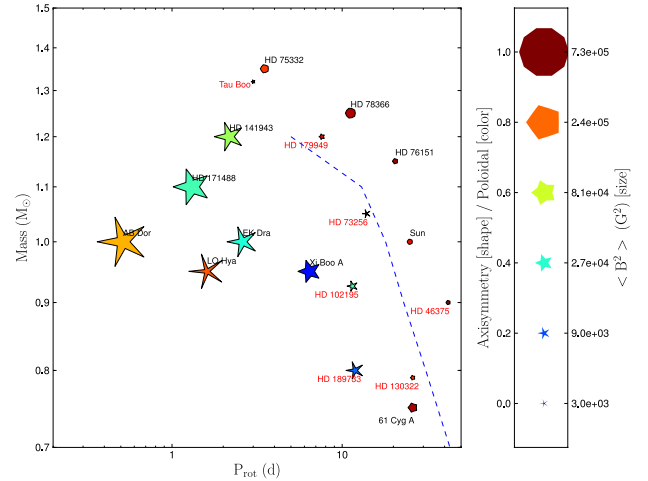 1.5
1.4
1.3
1.2
1.1
1.0
0.9
0.8
0.7
Mass (M☉)
1
10
P_rot (d)
HD 75332
Tau Boo
HD 78366
HD 141943
HD 179949
HD 76151
HD 171488
HD 73256
AB Dor
EK Dra
Sun
LQ Hya
Xi Boo A
HD 102195
HD 46375
HD 189733
HD 130322
61 Cyg A
Axisymmetry [shape] / Poloidal [color]
1.0
0.8
0.6
0.4
0.2
0.0
7.3e+05
2.4e+05
8.1e+04
2.7e+04
9.0e+03
3.0e+03
< B² > (G²) [size]